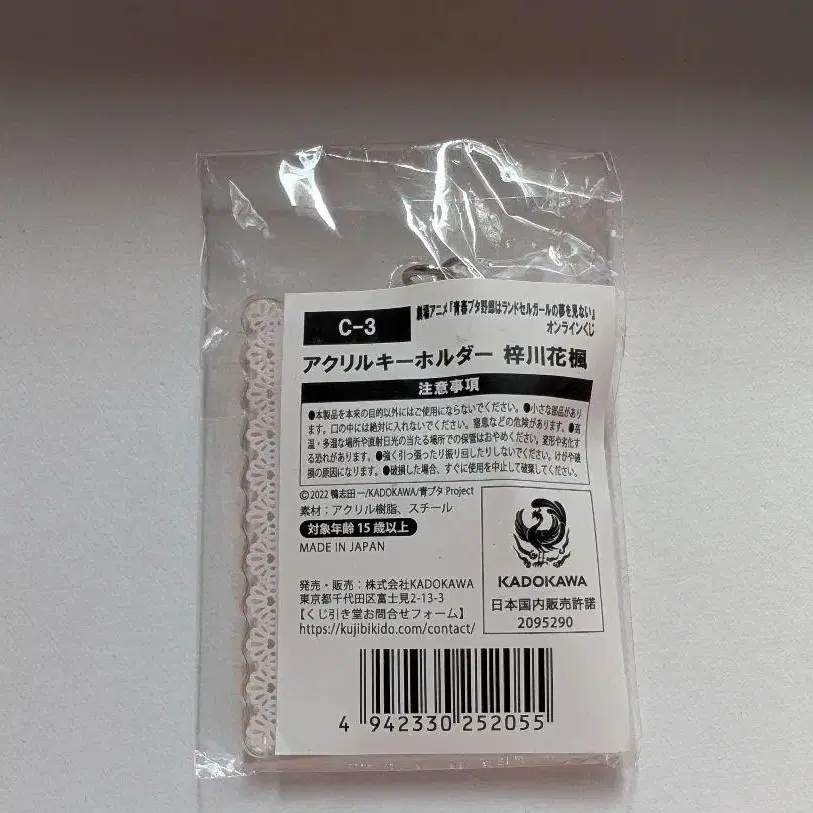 C-3
劇場アニメ『青春ブタ野郎はランドセルガールの夢を見ない』
オンラインくじ
アクリルキーホルダー 梓川花楓
注意事項
●本製品を本来の目的以外にはご使用にならないでください。●小さな部品があり
ます。口の中には絶対に入れないでください。窒息などの危険があります。●高
温・多湿な場所や直射日光の当たる場所での保管はおやめください。変形や劣化す
る恐れがあります。●強く引っ張ったり振り回したりしないでください。けがや破
損の原因になります。●破損した場合、すぐに使用を中止して破棄してください。
©2022 鴨志田 一/KADOKAWA/青ブタ Project
素材：アクリル樹脂、スチール
対象年齢15歳以上
MADE IN JAPAN
KADOKAWA
日本国内販売許諾
2095290
発売・販売：株式会社KADOKAWA
東京都千代田区富士見2-13-3
【くじ引き堂お問合せフォーム】
https://kujibikido.com/contact/
4 942330 252055